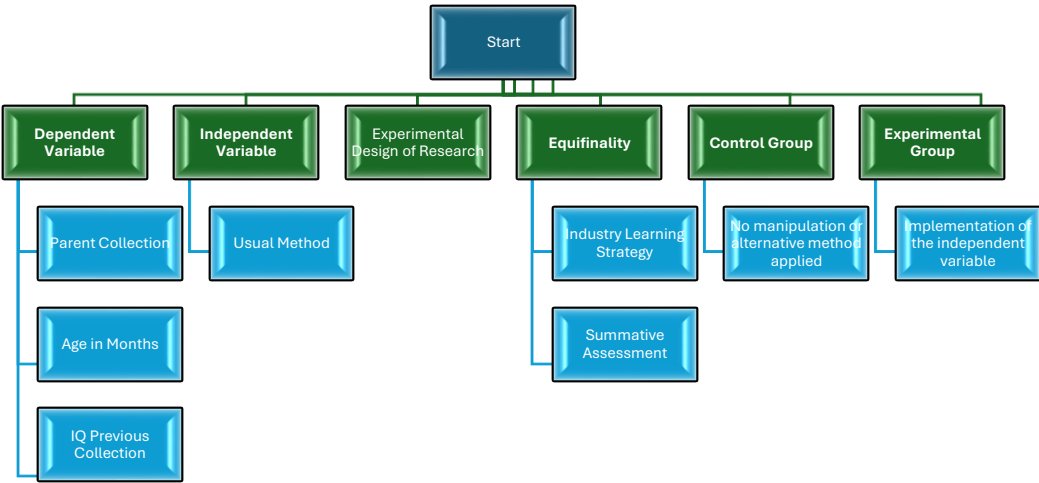 Start
Dependent
Variable
Independent
Variable
Experimental
Design of Research
Equifinality
Control Group
Experimental
Group
Parent Collection
Usual Method
Industry Learning
Strategy
No manipulation or
alternative method
applied
Implementation of
the independent
variable
Age in Months
Summative
Assessment
IQ Previous
Collection